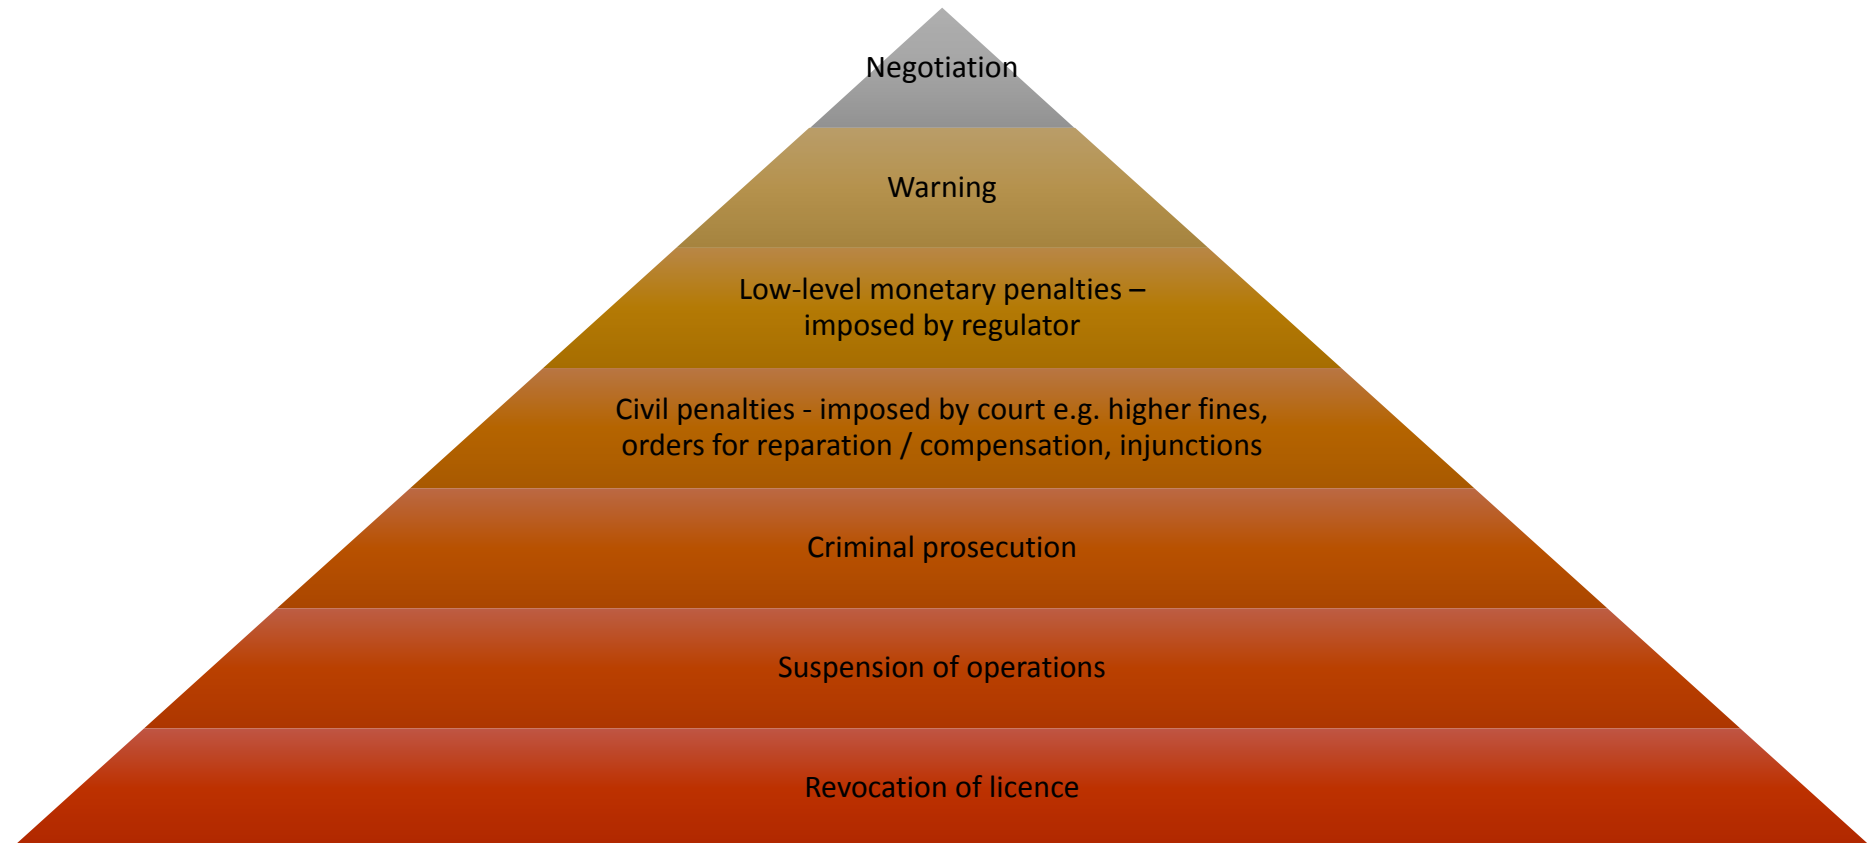 Negotiation
Warning
Low-level monetary penalties –
imposed by regulator
Civil penalties - imposed by court e.g. higher fines,
orders for reparation / compensation, injunctions
Criminal prosecution
Suspension of operations
Revocation of licence